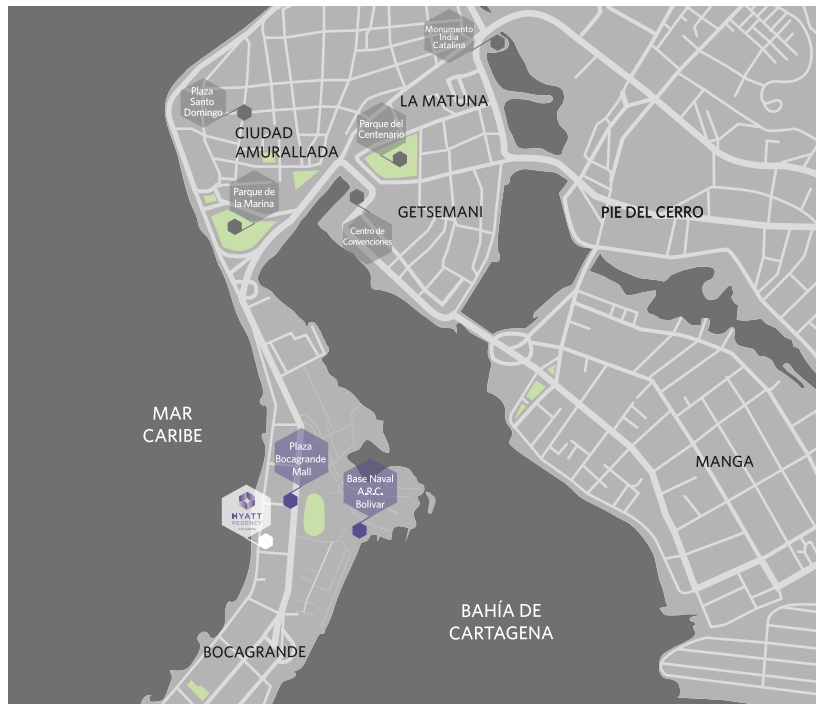 Monumento
India
Catalina
Plaza
Santo
Domingo
LA MATUNA
Parque del
Centenario
CIUDAD
AMURALLADA
Parque de
la Marina
GETSEMANI
PIE DEL CERRO
Centro de
Convenciones
MAR
CARIBE
Plaza
Bocagrande
Mall
MANGA
Base Naval
A.R.C.
Bolivar
HYATT
REGENCY
BAHÍA DE
CARTAGENA
BOCAGRANDE